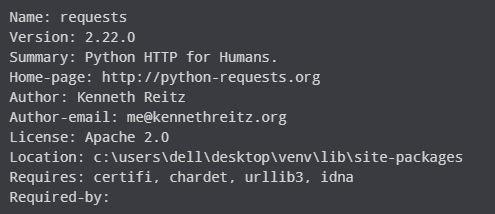 Name: requests
Version: 2.22.0
Summary: Python HTTP for Humans.
Home-page: http://python-requests.org
Author: Kenneth Reitz
Author-email: me@kennethreitz.org
License: Apache 2.0
Location: c:\users\dell\desktop\venv\lib\site-packages
Requires: certifi, chardet, urllib3, idna
Required-by: